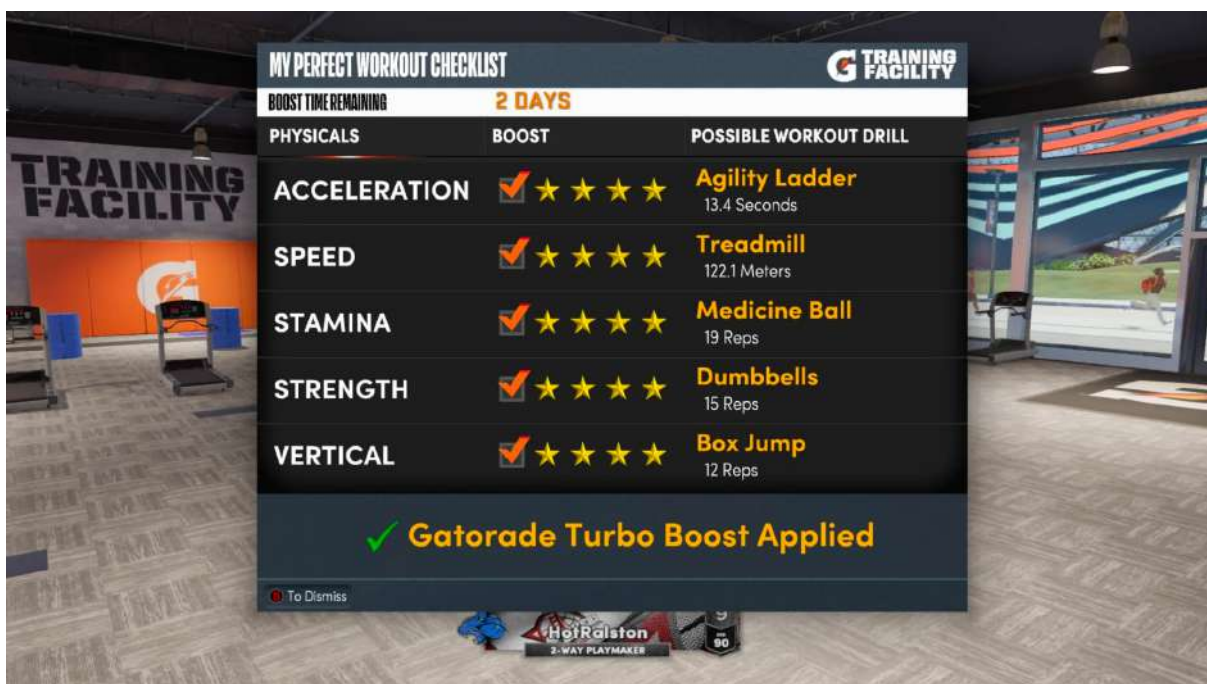 MY PERFECT WORKOUT CHECKLIST
G TRAINING FACILITY
BOOST TIME REMAINING 2 DAYS
PHYSICALS BOOST POSSIBLE WORKOUT DRILL
ACCELERATION Agility Ladder
13.4 Seconds
SPEED Treadmill
122.1 Meters
STAMINA Medicine Ball
19 Reps
STRENGTH Dumbbells
15 Reps
VERTICAL Box Jump
12 Reps
Gatorade Turbo Boost Applied
B To Dismiss
TRAINING
FACILITY
G
HotRalston
2-WAY PLAYMAKER
9
90